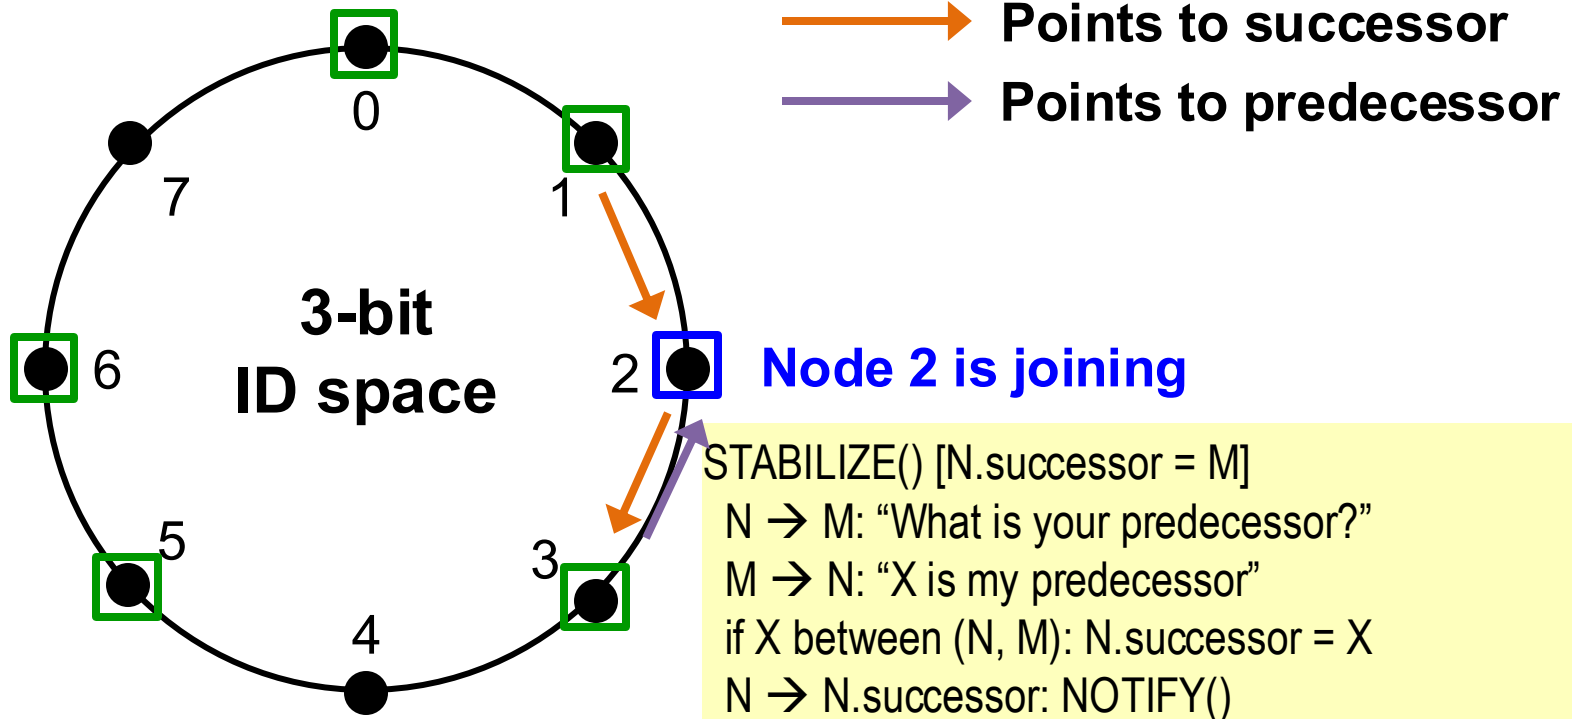 Points to successor
Points to predecessor
0
1
7
3-bit
ID space
6
2
Node 2 is joining
5
3
4
STABILIZE() [N.successor = M]
N → M: “What is your predecessor?”
M → N: “X is my predecessor”
if X between (N, M): N.successor = X
N → N.successor: NOTIFY()